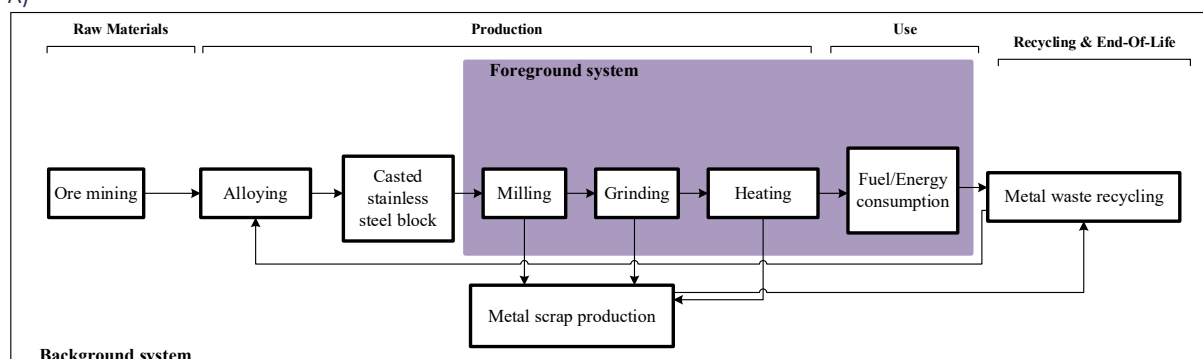 A)
Raw Materials
Production
Use
Recycling & End-Of-Life
Foreground system
Ore mining
Alloying
Casted
stainless
steel block
Milling
Grinding
Heating
Fuel/Energy
consumption
Metal waste recycling
Metal scrap production
Background system